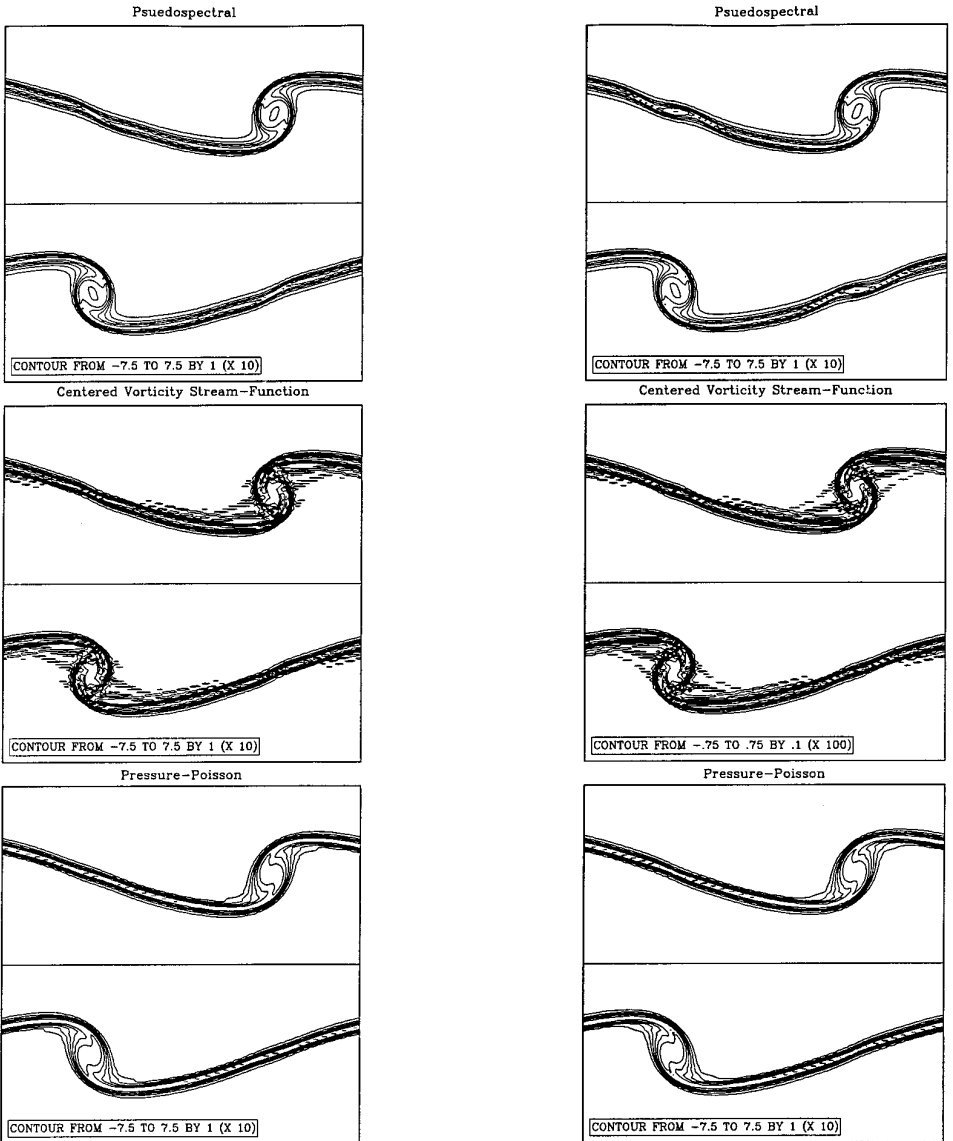 Psuedospectral
Psuedospectral
CONTOUR FROM -7.5 TO 7.5 BY 1 (X 10)
CONTOUR FROM -7.5 TO 7.5 BY 1 (X 10)
Centered Vorticity Stream-Function
Centered Vorticity Stream-Function
CONTOUR FROM -7.5 TO 7.5 BY 1 (X 10)
CONTOUR FROM -.75 TO .75 BY .1 (X 100)
Pressure-Poisson
Pressure-Poisson
CONTOUR FROM -7.5 TO 7.5 BY 1 (X 10)
CONTOUR FROM -7.5 TO 7.5 BY 1 (X 10)